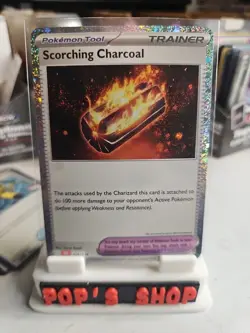 Pokémon Tool
TRAINER
Scorching Charcoal
The attacks used by the Charizard this card is attached to
do 100 more damage to your opponent's Active Pokémon
(before applying Weakness and Resistance).
POP'S SHOP